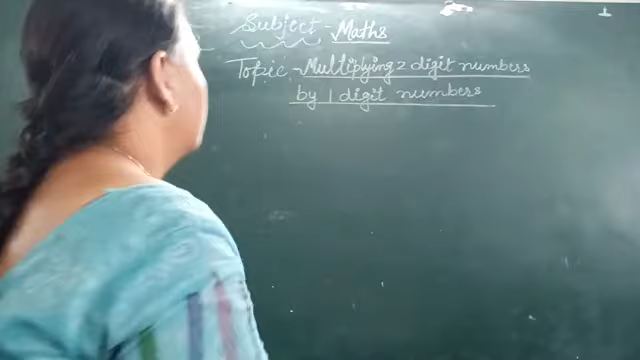 Subject - Maths
Topic - Multiplying 2 digit numbers
by 1 digit numbers